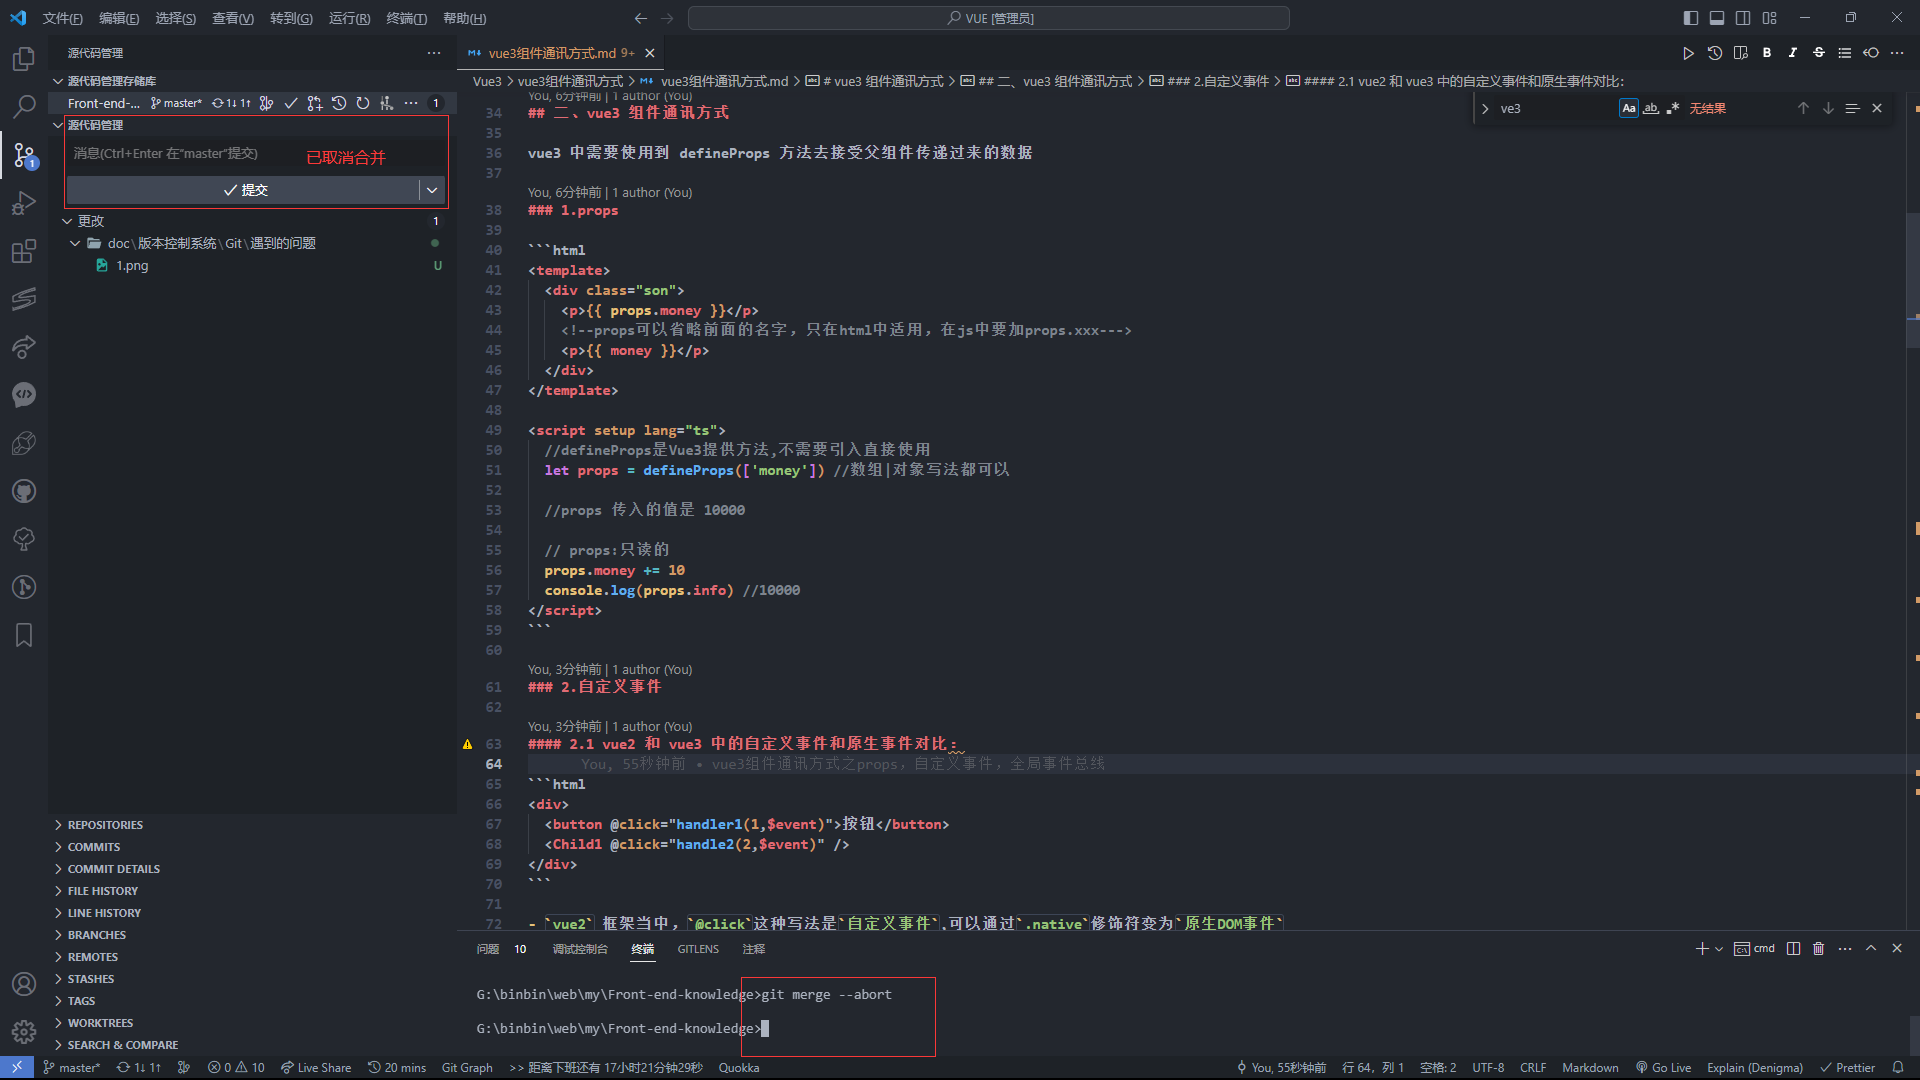 文件(F) 编辑(E) 选择(S) 查看(V) 转到(G) 运行(R) 终端(T) 帮助(H)
VUE [管理员]
源代码管理
vue3组件通讯方式.md 9+
源代码管理存储库
Vue3 > vue3组件通讯方式 > vue3组件通讯方式.md > # vue3 组件通讯方式 > ## 二、vue3 组件通讯方式 > ### 2.自定义事件 > #### 2.1 vue2 和 vue3 中的自定义事件和原生事件对比:
Front-end-... master* 1↓ 1↑ 1
源代码管理
消息(Ctrl+Enter 在"master"提交)
已取消合并
提交
更改 1
doc\版本控制系统\Git\遇到的问题
1.png U
ve3
Aa ab 无结果
You, 6分钟前 | 1 author (You)
34 ## 二、vue3 组件通讯方式
35
36 vue3 中需要使用到 defineProps 方法去接受父组件传递过来的数据
37
You, 6分钟前 | 1 author (You)
38 ### 1.props
39
40 ```html
41 <template>
42 <div class="son">
43 <p>{{ props.money }}</p>
44 <!--props可以省略前面的名字，只在html中适用，在js中要加props.xxx--->
45 <p>{{ money }}</p>
46 </div>
47 </template>
48
49 <script setup lang="ts">
50 //defineProps是Vue3提供方法,不需要引入直接使用
51 let props = defineProps(['money']) //数组|对象写法都可以
52
53 //props 传入的值是 10000
54
55 // props:只读的
56 props.money += 10
57 console.log(props.info) //10000
58 </script>
59 ```
60
You, 3分钟前 | 1 author (You)
61 ### 2.自定义事件
62
You, 3分钟前 | 1 author (You)
63 #### 2.1 vue2 和 vue3 中的自定义事件和原生事件对比：
64 You, 55秒钟前 • vue3组件通讯方式之props，自定义事件，全局事件总线
65 ```html
66 <div>
67 <button @click="handler1(1,$event)">按钮</button>
68 <Child1 @click="handle2(2,$event)" />
69 </div>
70 ```
71
72 - `vue2` 框架当中，`@click`这种写法是`自定义事件`,可以通过`.native`修饰符变为`原生DOM事件`
REPOSITORIES
COMMITS
COMMIT DETAILS
FILE HISTORY
LINE HISTORY
BRANCHES
REMOTES
STASHES
TAGS
WORKTREES
SEARCH & COMPARE
问题 10 调试控制台 终端 GITLENS 注释
cmd
G:\binbin\web\my\Front-end-knowledge>git merge --abort
G:\binbin\web\my\Front-end-knowledge>
master* 1↓ 1↑ 0 10 Live Share 20 mins Git Graph >> 距离下班还有 17小时21分钟29秒 Quokka
You, 55秒钟前 行 64，列 1 空格: 2 UTF-8 CRLF Markdown Go Live Explain (Denigma) Prettier